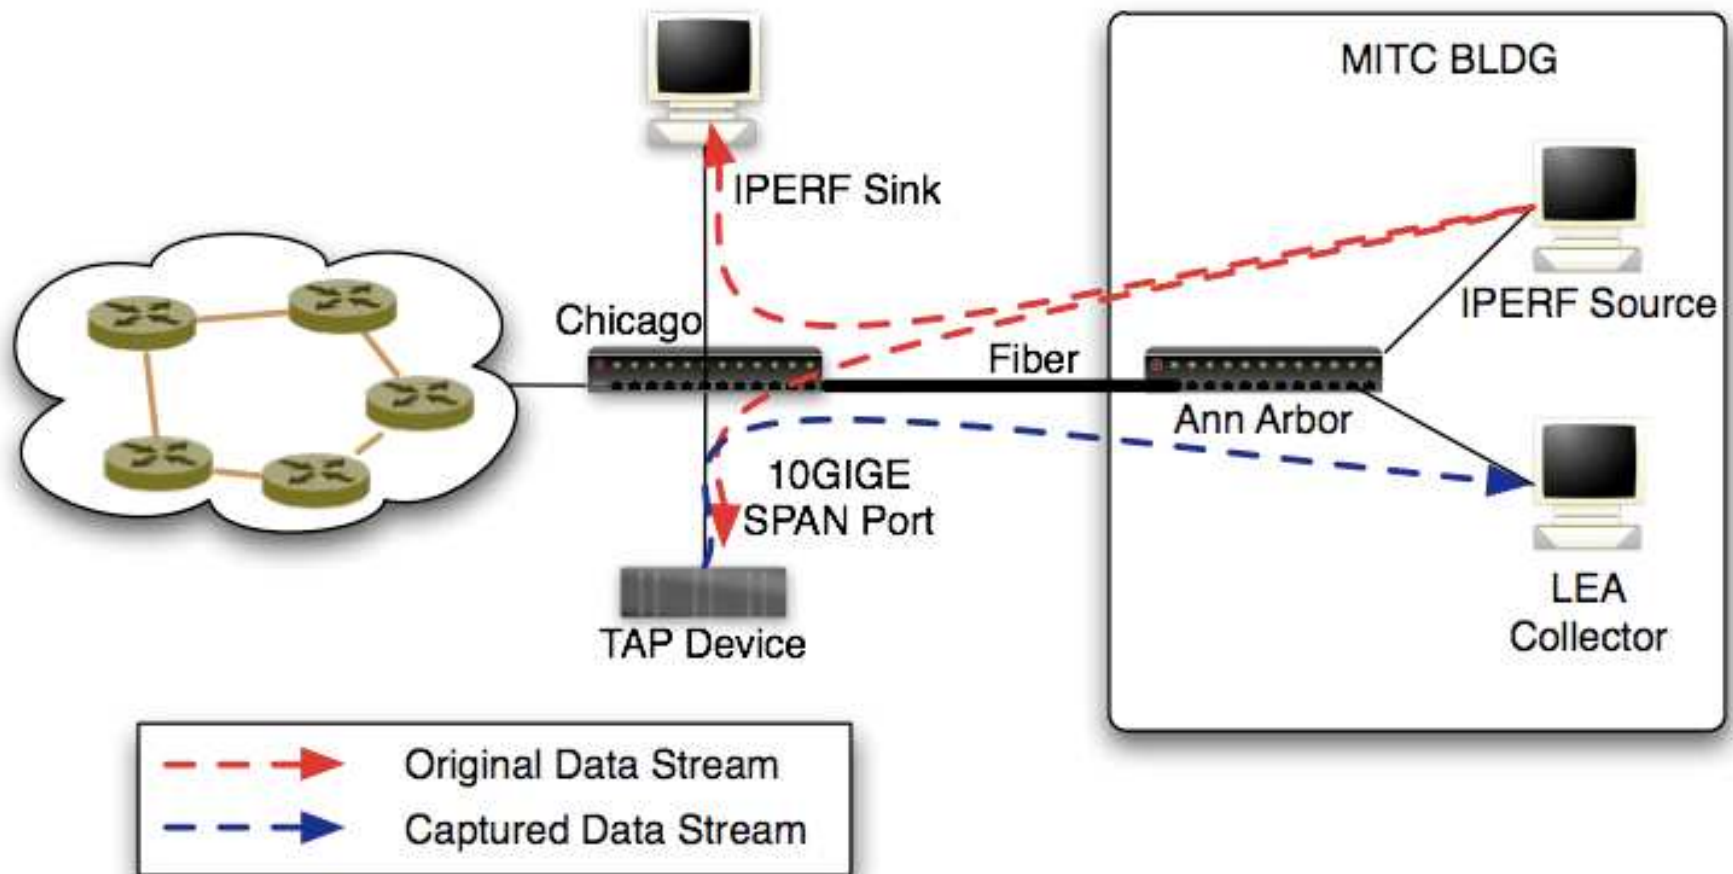 MITC BLDG
IPERF Sink
IPERF Source
Chicago
Fiber
Ann Arbor
10GIGE
SPAN Port
TAP Device
LEA
Collector
Original Data Stream
Captured Data Stream